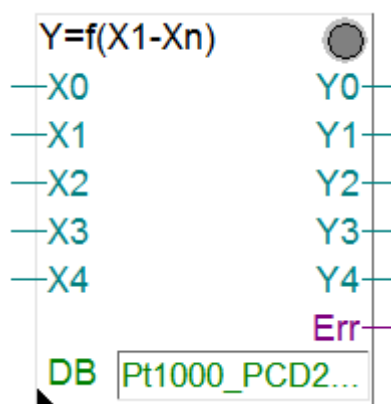 Y=f(X1-Xn)
X0 Y0
X1 Y1
X2 Y2
X3 Y3
X4 Y4
Err
DB Pt1000_PCD2...